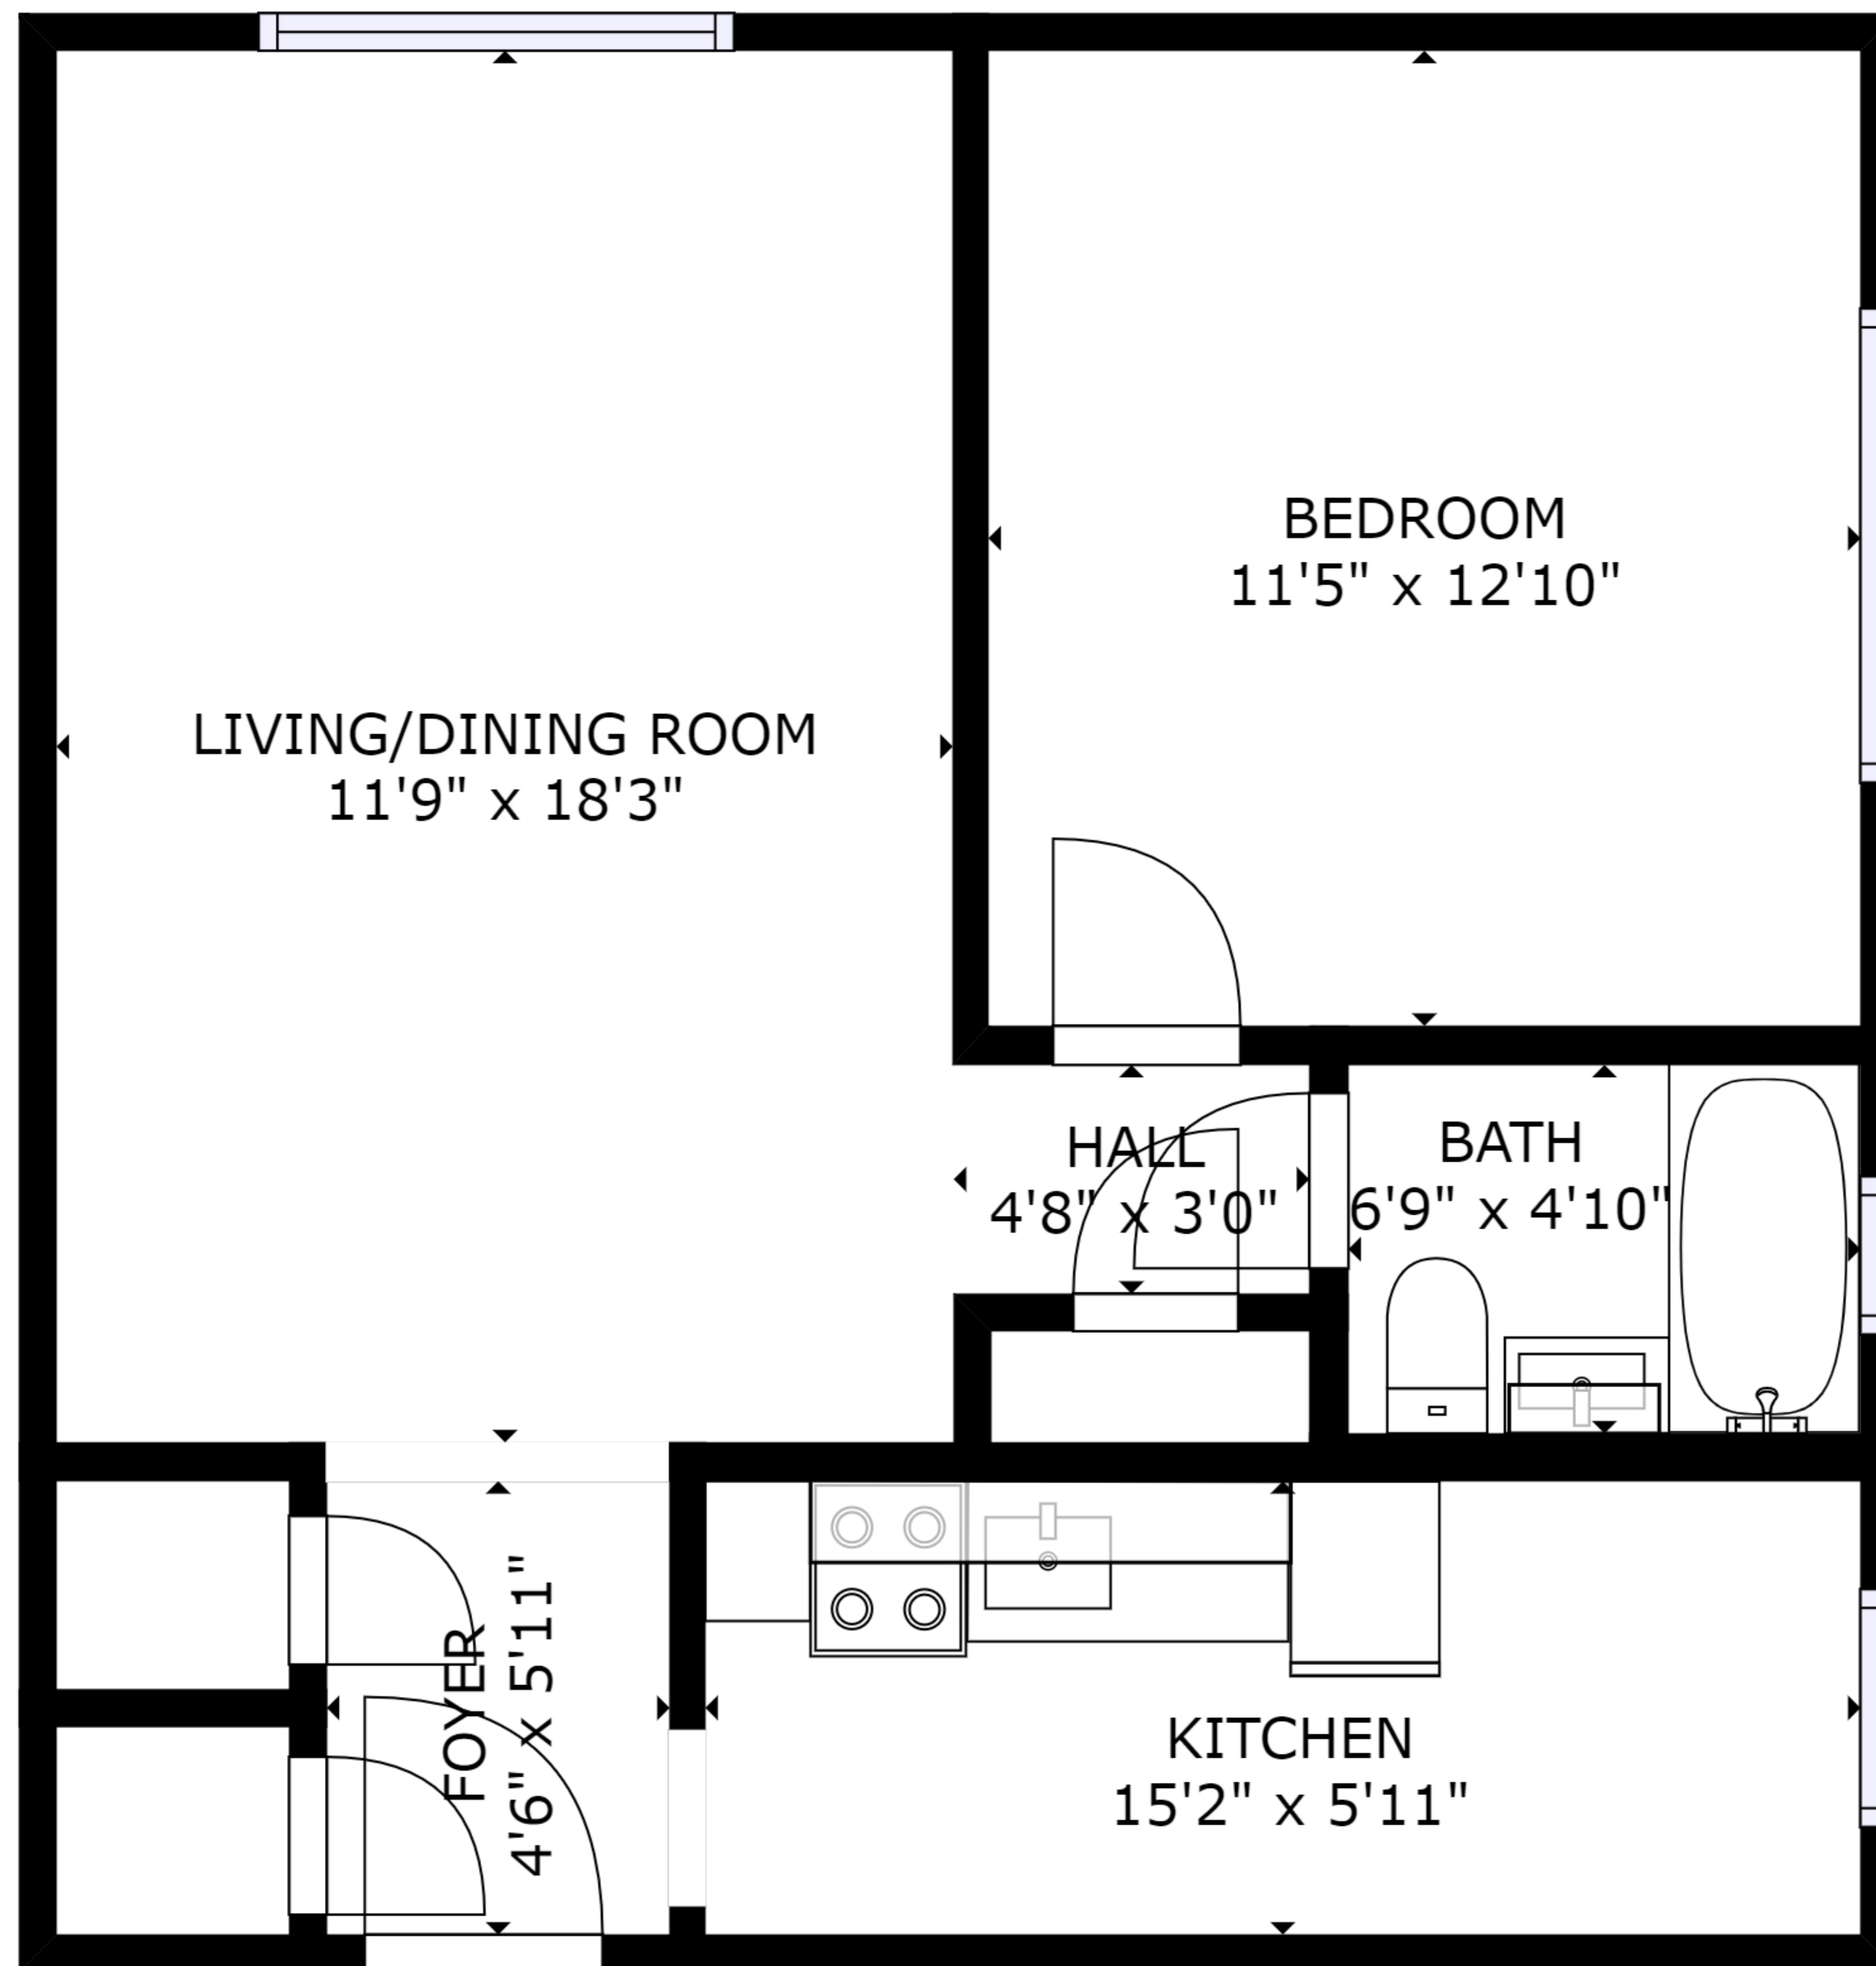 BEDROOM
11'5" x 12'10"
LIVING/DINING ROOM
11'9" x 18'3"
HALL
4'8" x 3'0"
BATH
6'9" x 4'10"
FOYER
4'6" x 5'11"
KITCHEN
15'2" x 5'11"